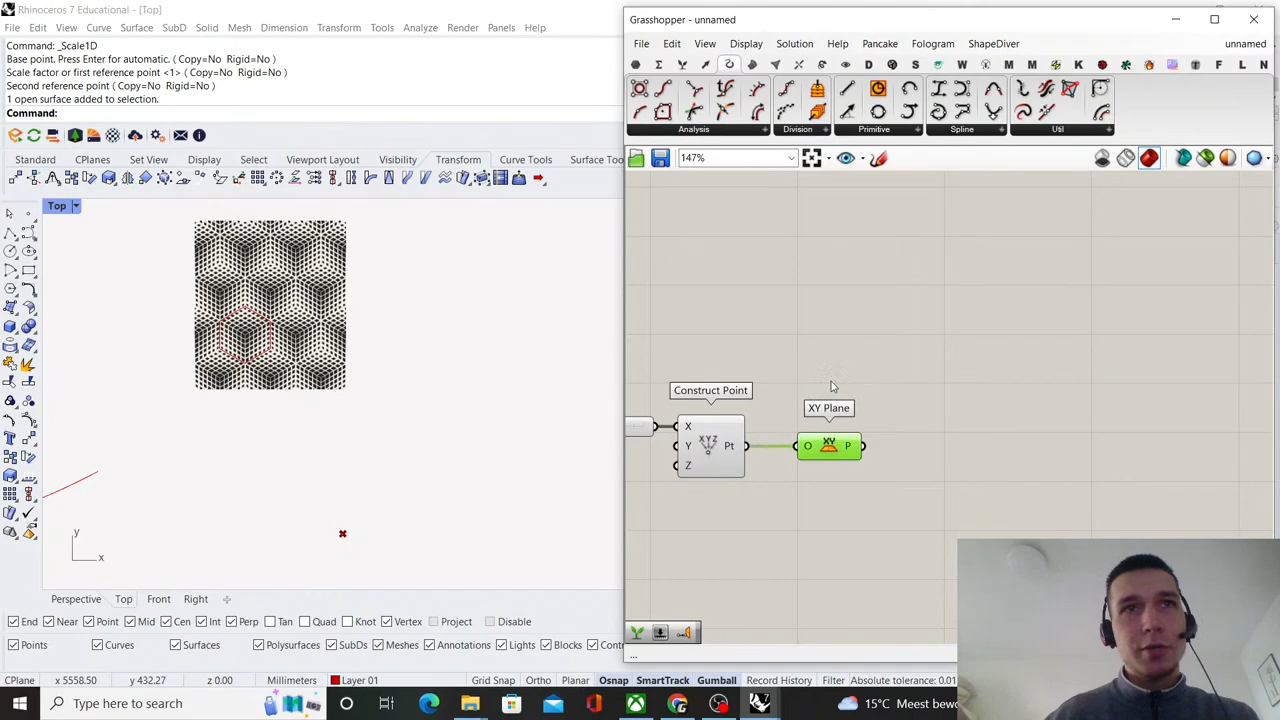 Rhinoceros 7 Educational - [Top]
File Edit View Curve Surface SubD Solid Mesh Dimension Transform Tools Analyze Render Panels Help
Command: _Scale1D
Base point. Press Enter for automatic. ( Copy=No Rigid=No )
Scale factor or first reference point <1> ( Copy=No Rigid=No )
Second reference point ( Copy=No Rigid=No )
1 open surface added to selection.
Command:
Standard CPlanes Set View Display Select Viewport Layout Visibility Transform Curve Tools Surface Too
Top
y
x
Perspective Top Front Right
End Near Point Mid Cen Int Perp Tan Quad Knot Vertex Project Disable
Points Curves Surfaces Polysurfaces SubDs Meshes Annotations Lights Blocks Contr
CPlane x 5558.50 y 432.27 z 0.00 Millimeters Layer 01 Grid Snap Ortho Planar Osnap SmartTrack Gumball Record History Filter Absolute tolerance: 0.01
Grasshopper - unnamed
File Edit View Display Solution Help Pancake Fologram ShapeDiver unnamed
Analysis Division Primitive Spline Util
147%
Construct Point
XY Plane
X
Y
Z
XYZ
Pt
O XY P
...
Type here to search
15°C Meest bewo